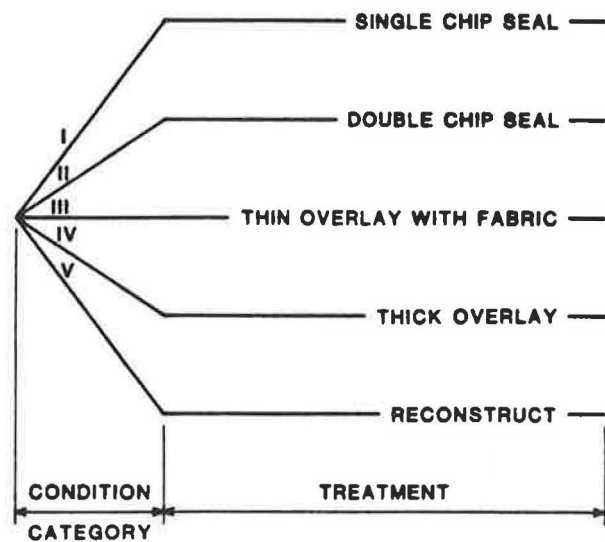 SINGLE CHIP SEAL
I
DOUBLE CHIP SEAL
II
III
THIN OVERLAY WITH FABRIC
IV
V
THICK OVERLAY
RECONSTRUCT
CONDITION
CATEGORY
TREATMENT